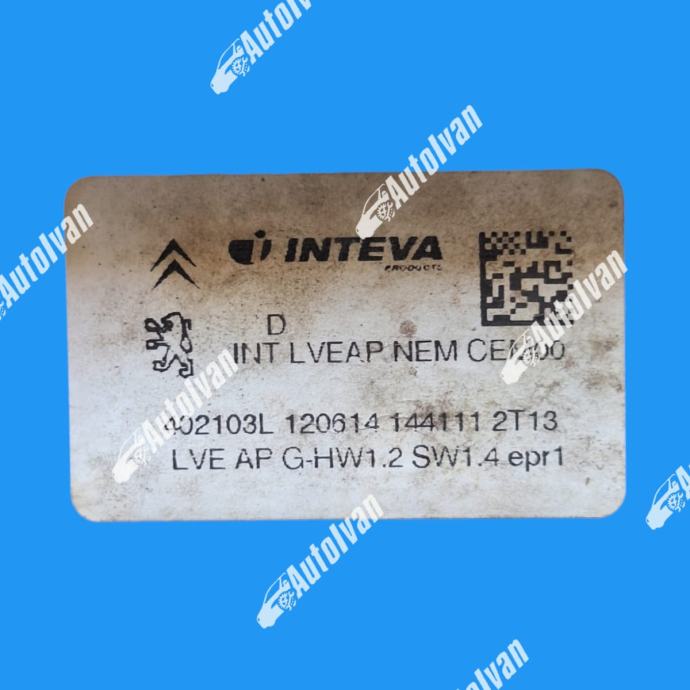 AutoIvan
AutoIvan
AutoIvan
INTEVA
PRODUCTS
AutoIvan
D
INT LVEAP NEM CEM00
402103L 120614 144111 2T13
LVE AP G-HW1.2 SW1.4 epr1
AutoIvan
AutoIvan
AutoIvan